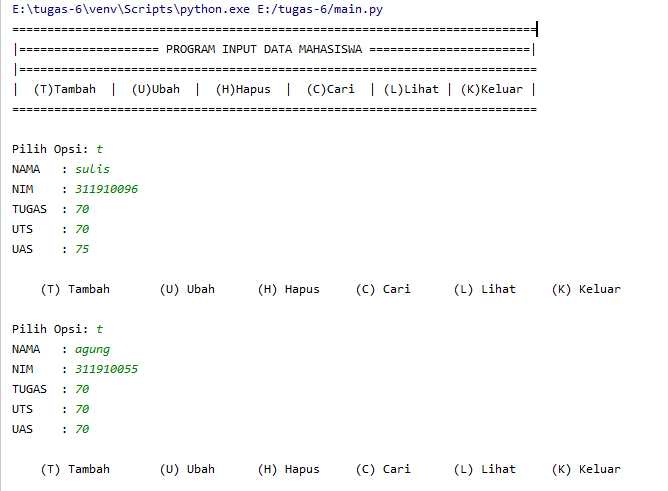 E:\tugas-6\venv\Scripts\python.exe E:/tugas-6/main.py
===========================================================================
|==================== PROGRAM INPUT DATA MAHASISWA =======================|
|==========================================================================
|  (T)Tambah  |  (U)Ubah  |  (H)Hapus  |  (C)Cari  | (L)Lihat | (K)Keluar |
===========================================================================
Pilih Opsi: t
NAMA   : sulis
NIM    : 311910096
TUGAS  : 70
UTS    : 70
UAS    : 75
    (T) Tambah       (U) Ubah      (H) Hapus     (C) Cari      (L) Lihat     (K) Keluar
Pilih Opsi: t
NAMA   : agung
NIM    : 311910055
TUGAS  : 70
UTS    : 70
UAS    : 70
    (T) Tambah       (U) Ubah      (H) Hapus     (C) Cari      (L) Lihat     (K) Keluar